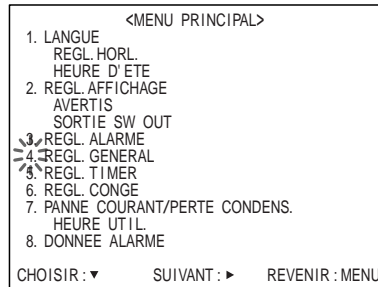 <MENU PRINCIPAL>
1. LANGUE
REGL. HORL.
HEURE D'ETE
2. REGL. AFFICHAGE
AVERTIS
SORTIE SW OUT
3. REGL. ALARME
4. REGL. GENERAL
5. REGL. TIMER
6. REGL. CONGE
7. PANNE COURANT/PERTE CONDENS.
HEURE UTIL.
8. DONNEE ALARME
CHOISIR : ▼ SUIVANT : ► REVENIR : MENU